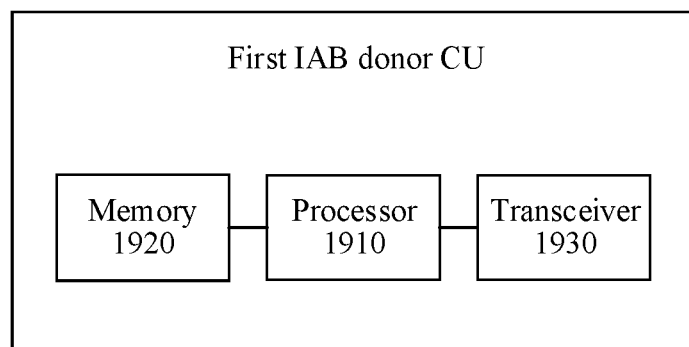 First IAB donor CU
Memory
1920
Processor
1910
Transceiver
1930